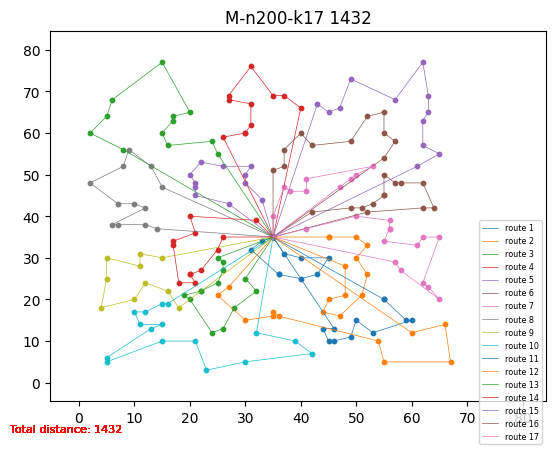 M-n200-k17 1432
80
70
60
50
40
30
20
10
0
0 10 20 30 40 50 60 70 80
route 1
route 2
route 3
route 4
route 5
route 6
route 7
route 8
route 9
route 10
route 11
route 12
route 13
route 14
route 15
route 16
route 17
Total distance: 1432